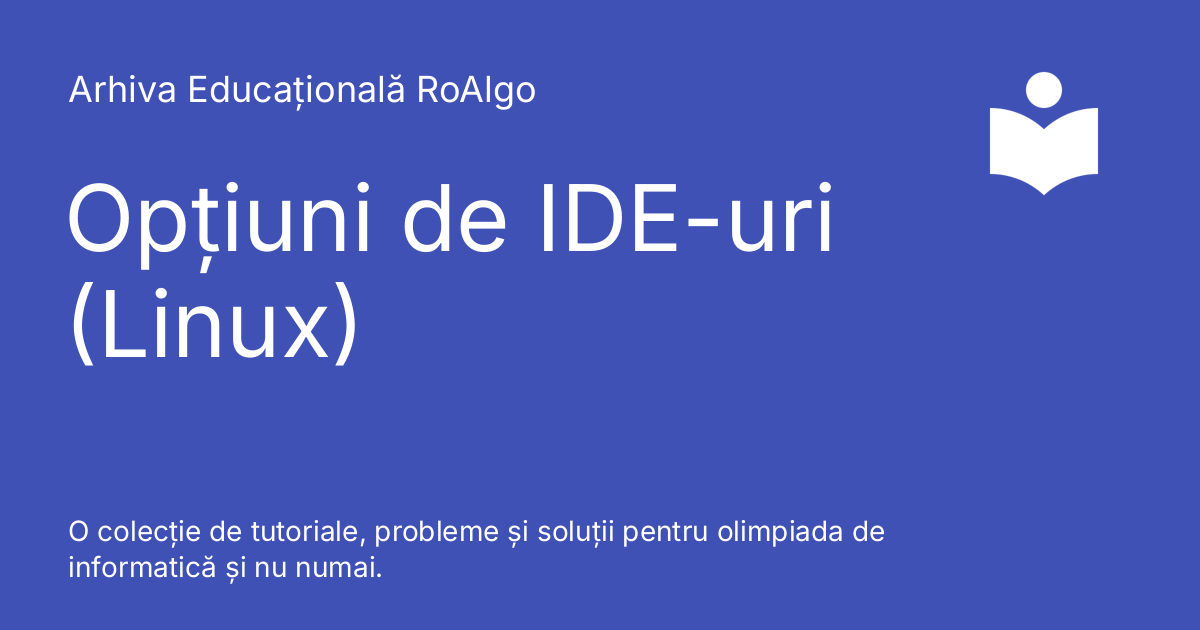 Arhiva Educațională RoAlgo
Opțiuni de IDE-uri
(Linux)
O colecție de tutoriale, probleme și soluții pentru olimpiada de
informatică și nu numai.